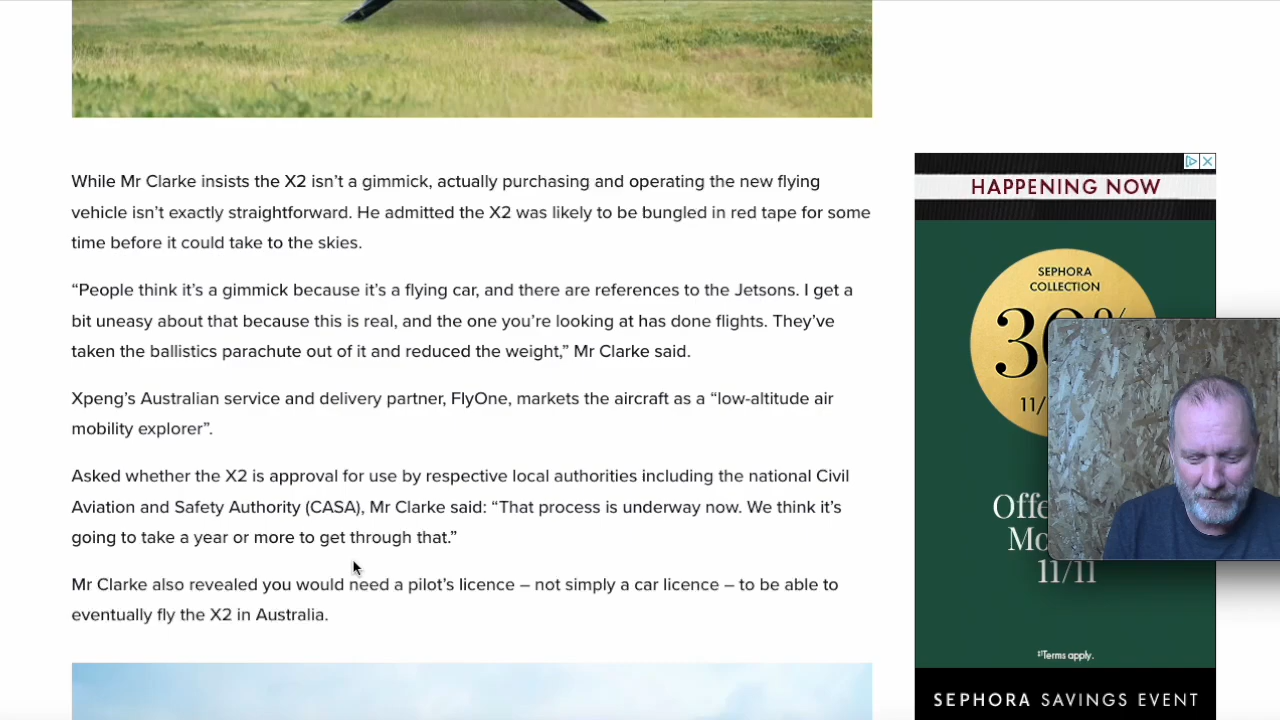 While Mr Clarke insists the X2 isn’t a gimmick, actually purchasing and operating the new flying
vehicle isn’t exactly straightforward. He admitted the X2 was likely to be bungled in red tape for some
time before it could take to the skies.
“People think it’s a gimmick because it’s a flying car, and there are references to the Jetsons. I get a
bit uneasy about that because this is real, and the one you’re looking at has done flights. They’ve
taken the ballistics parachute out of it and reduced the weight,” Mr Clarke said.
Xpeng’s Australian service and delivery partner, FlyOne, markets the aircraft as a “low-altitude air
mobility explorer”.
Asked whether the X2 is approval for use by respective local authorities including the national Civil
Aviation and Safety Authority (CASA), Mr Clarke said: “That process is underway now. We think it’s
going to take a year or more to get through that.”
Mr Clarke also revealed you would need a pilot’s licence – not simply a car licence – to be able to
eventually fly the X2 in Australia.
HAPPENING NOW
SEPHORA
COLLECTION
30%
11/
11/11
‡Terms apply.
SEPHORA SAVINGS EVENT